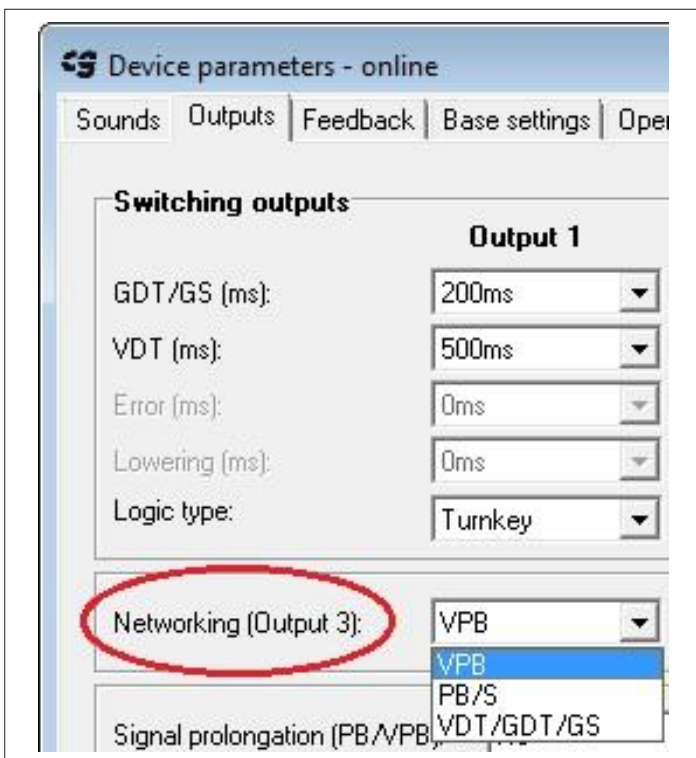 Device parameters - online
Sounds Outputs Feedback Base settings
Switching outputs
Output 1
GDT/GS (ms): 200ms
VDT (ms): 500ms
Error (ms): 0ms
Lowering (ms): 0ms
Logic type: Turnkey
Networking (Output 3): VPB
VPB
PB/S
VDT/GDT/GS
Signal prolongation (PB/VPB